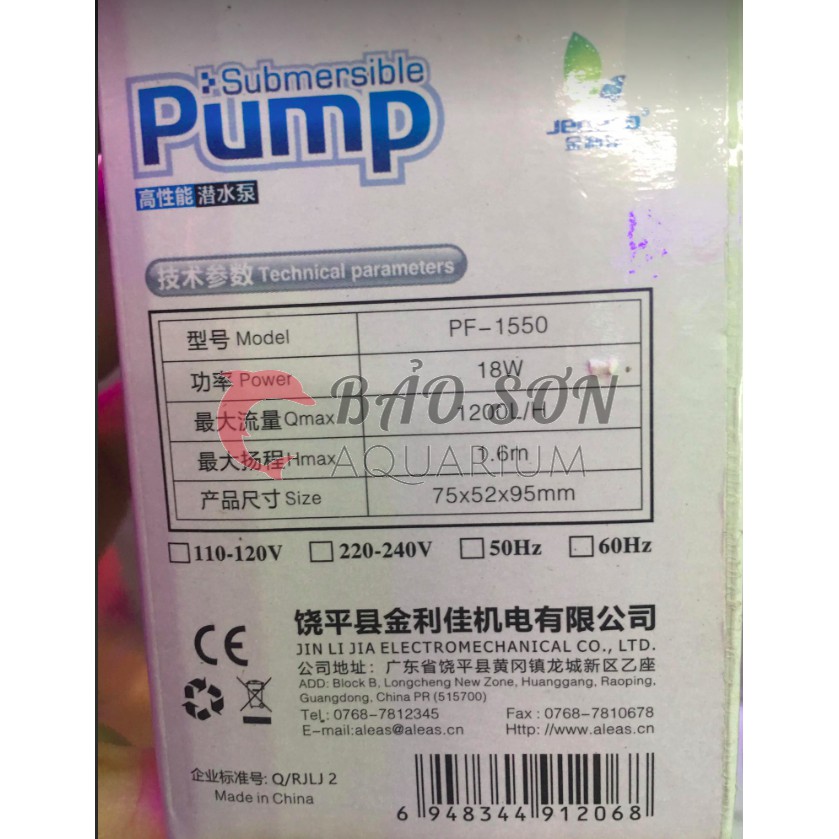 Submersible
Pump
高性能 潜水泵
技术参数 Technical parameters
型号 Model PF-1550
功率 Power 18W
最大流量 Qmax 1200L/H
最大扬程 Hmax 1.6m
产品尺寸 Size 75x52x95mm
BẢO SƠN
AQUARIUM
110-120V 220-240V 50Hz 60Hz
CE
饶平县金利佳机电有限公司
JIN LI JIA ELECTROMECHANICAL CO., LTD.
公司地址：广东省饶平县黄冈镇龙城新区乙座
ADD: Block B, Longcheng New Zone, Huanggang, Raoping,
Guangdong, China PR (515700)
Tel: 0768-7812345 Fax: 0768-7810678
E-mail:aleas@aleas.cn Http: //www.aleas.cn
企业标准号: Q/RJLJ 2
Made in China
6 948344 912068